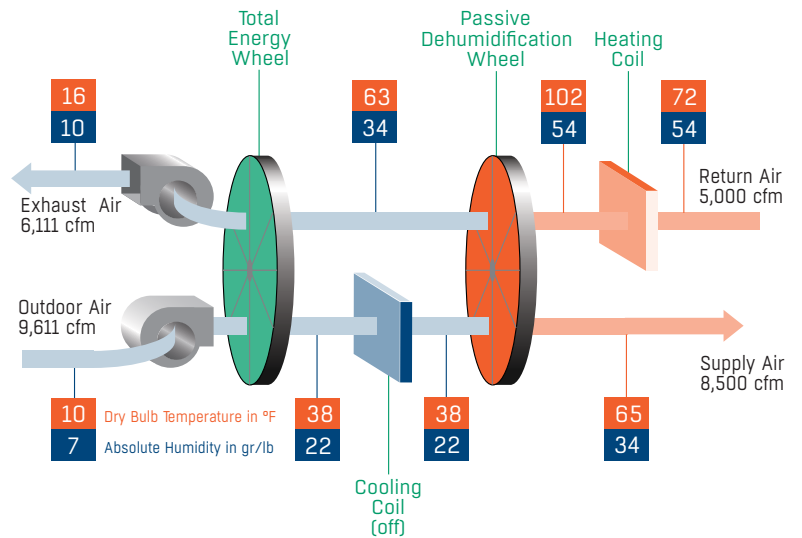 Total
Energy
Wheel
Passive
Dehumidification
Wheel
Heating
Coil
16
10
63
34
102
54
72
54
Return Air
5,000 cfm
Exhaust Air
6,111 cfm
Outdoor Air
9,611 cfm
Supply Air
8,500 cfm
10
7
Dry Bulb Temperature in °F
Absolute Humidity in gr/lb
38
22
38
22
65
34
Cooling
Coil
(off)